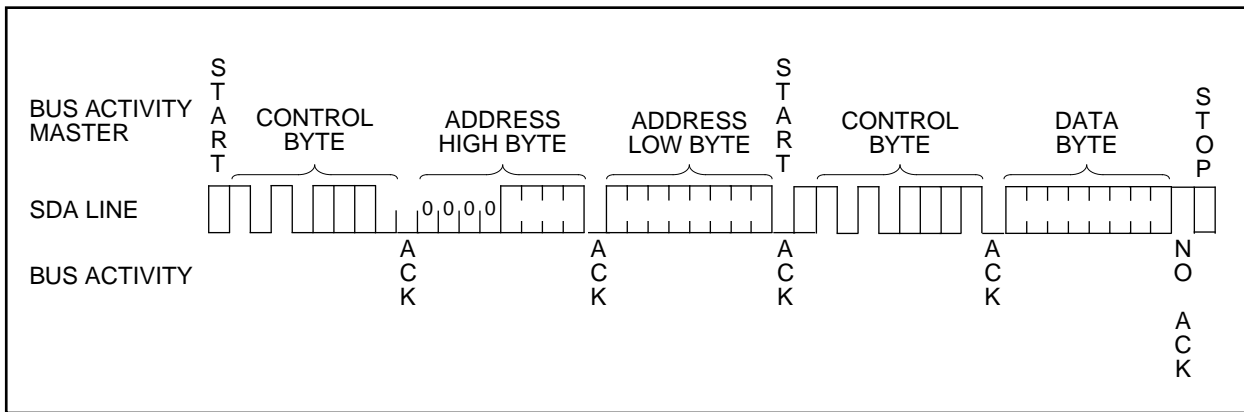 START
START
STOP
BUS ACTIVITY
MASTER
CONTROL
BYTE
ADDRESS
HIGH BYTE
ADDRESS
LOW BYTE
CONTROL
BYTE
DATA
BYTE
SDA LINE
0 0 0 0
BUS ACTIVITY
ACK
ACK
ACK
ACK
NO ACK